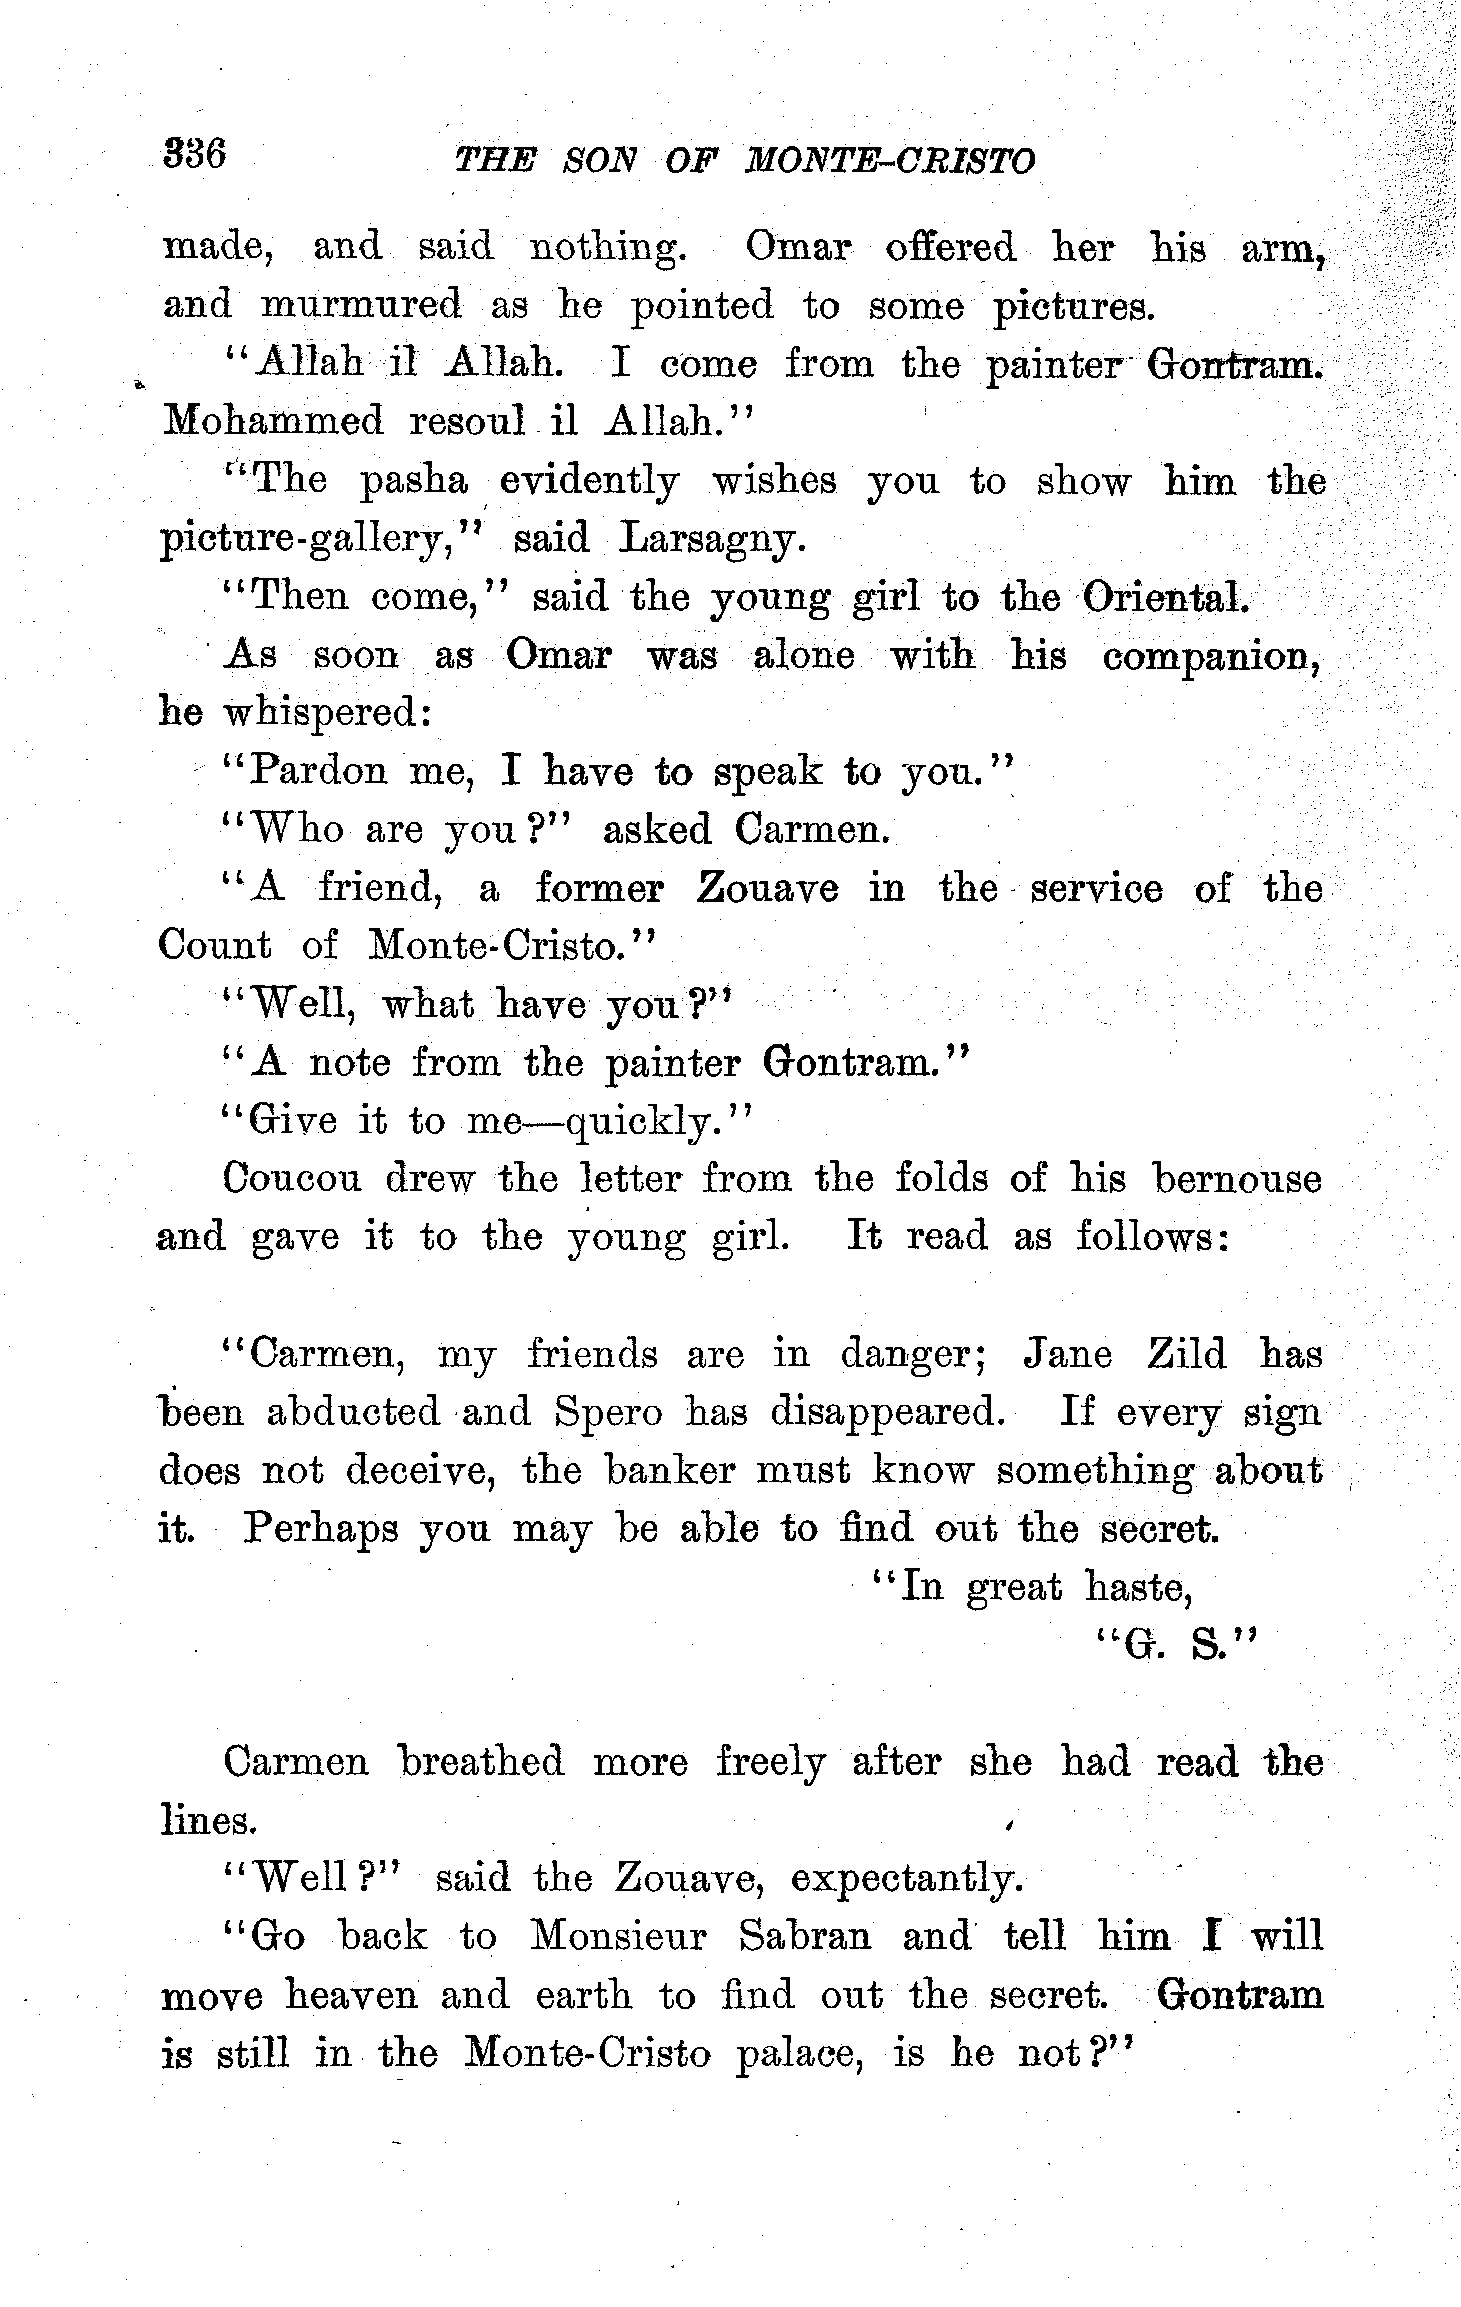 336 THE SON OF MONTE-CRISTO
made, and said nothing. Omar offered her his arm,
and murmured as he pointed to some pictures.
"Allah il Allah. I come from the painter Gontram.
Mohammed resoul il Allah."
"The pasha evidently wishes you to show him the
picture-gallery," said Larsagny.
"Then come," said the young girl to the Oriental.
As soon as Omar was alone with his companion,
he whispered:
"Pardon me, I have to speak to you."
"Who are you?" asked Carmen.
"A friend, a former Zouave in the service of the
Count of Monte-Cristo."
"Well, what have you?"
"A note from the painter Gontram."
"Give it to me—quickly."
Coucou drew the letter from the folds of his bernouse
and gave it to the young girl. It read as follows:
"Carmen, my friends are in danger; Jane Zild has
been abducted and Spero has disappeared. If every sign
does not deceive, the banker must know something about
it. Perhaps you may be able to find out the secret.
"In great haste,
"G. S."
Carmen breathed more freely after she had read the
lines.
"Well?" said the Zouave, expectantly.
"Go back to Monsieur Sabran and tell him I will
move heaven and earth to find out the secret. Gontram
is still in the Monte-Cristo palace, is he not?"